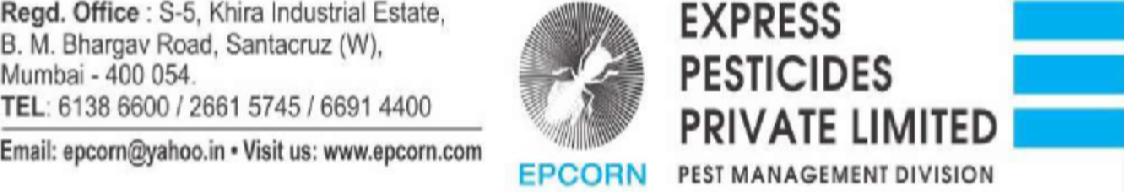 Regd. Office : S-5, Khira Industrial Estate,
B. M. Bhargav Road, Santacruz (W),
Mumbai - 400 054.
TEL: 6138 6600 / 2661 5745 / 6691 4400
Email: epcorn@yahoo.in • Visit us: www.epcorn.com
EPCORN
EXPRESS
PESTICIDES
PRIVATE LIMITED
PEST MANAGEMENT DIVISION